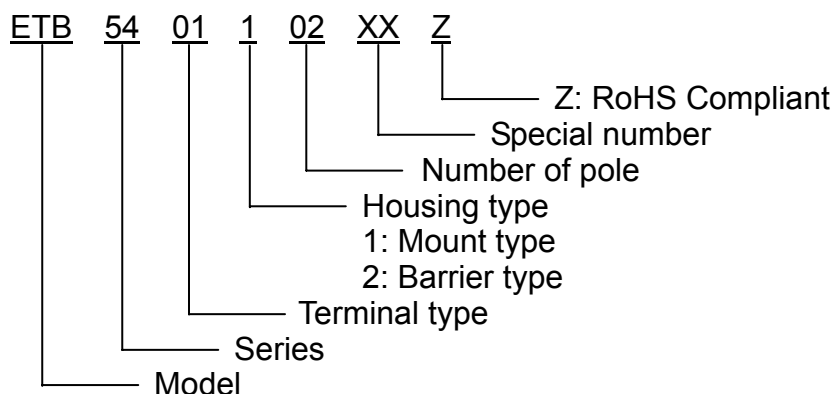 ETB 54 01 1 02 XX Z
Z: RoHS Compliant
Special number
Number of pole
Housing type
1: Mount type
2: Barrier type
Terminal type
Series
Model